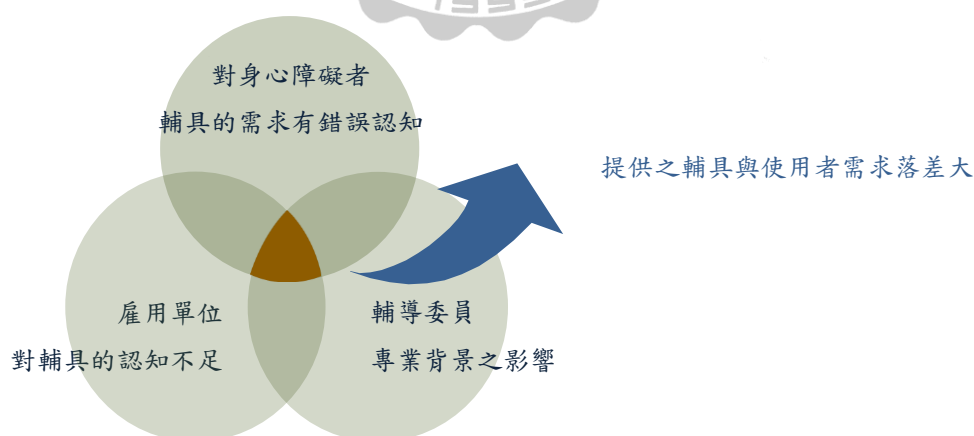 對身心障礙者
輔具的需求有錯誤認知
提供之輔具與使用者需求落差大
雇用單位
對輔具的認知不足
輔導委員
專業背景之影響